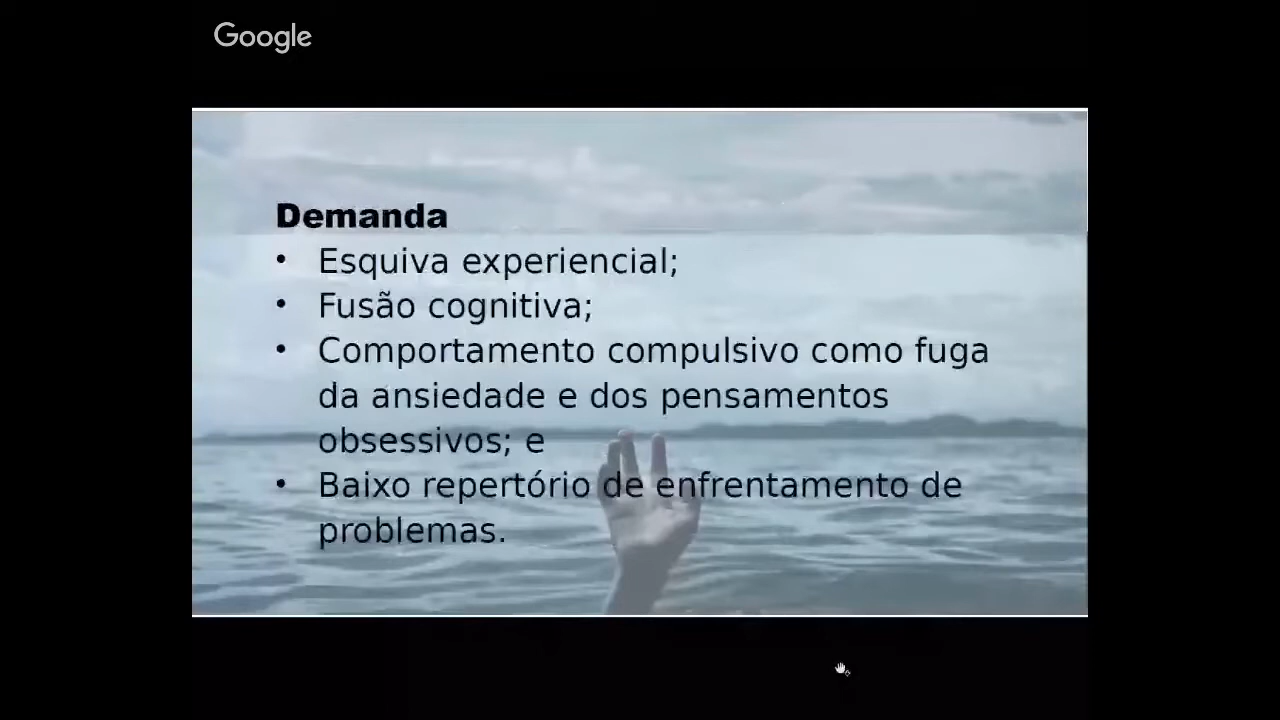 Google
Demanda
• Esquiva experiencial;
• Fusão cognitiva;
• Comportamento compulsivo como fuga
da ansiedade e dos pensamentos
obsessivos; e
• Baixo repertório de enfrentamento de
problemas.